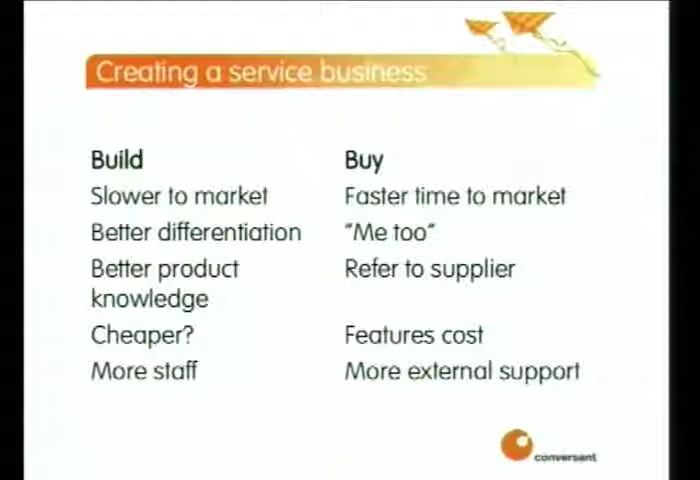 Creating a service business
Build
Buy
Slower to market
Faster time to market
Better differentiation
"Me too"
Better product
knowledge
Refer to supplier
Cheaper?
Features cost
More staff
More external support
conversant